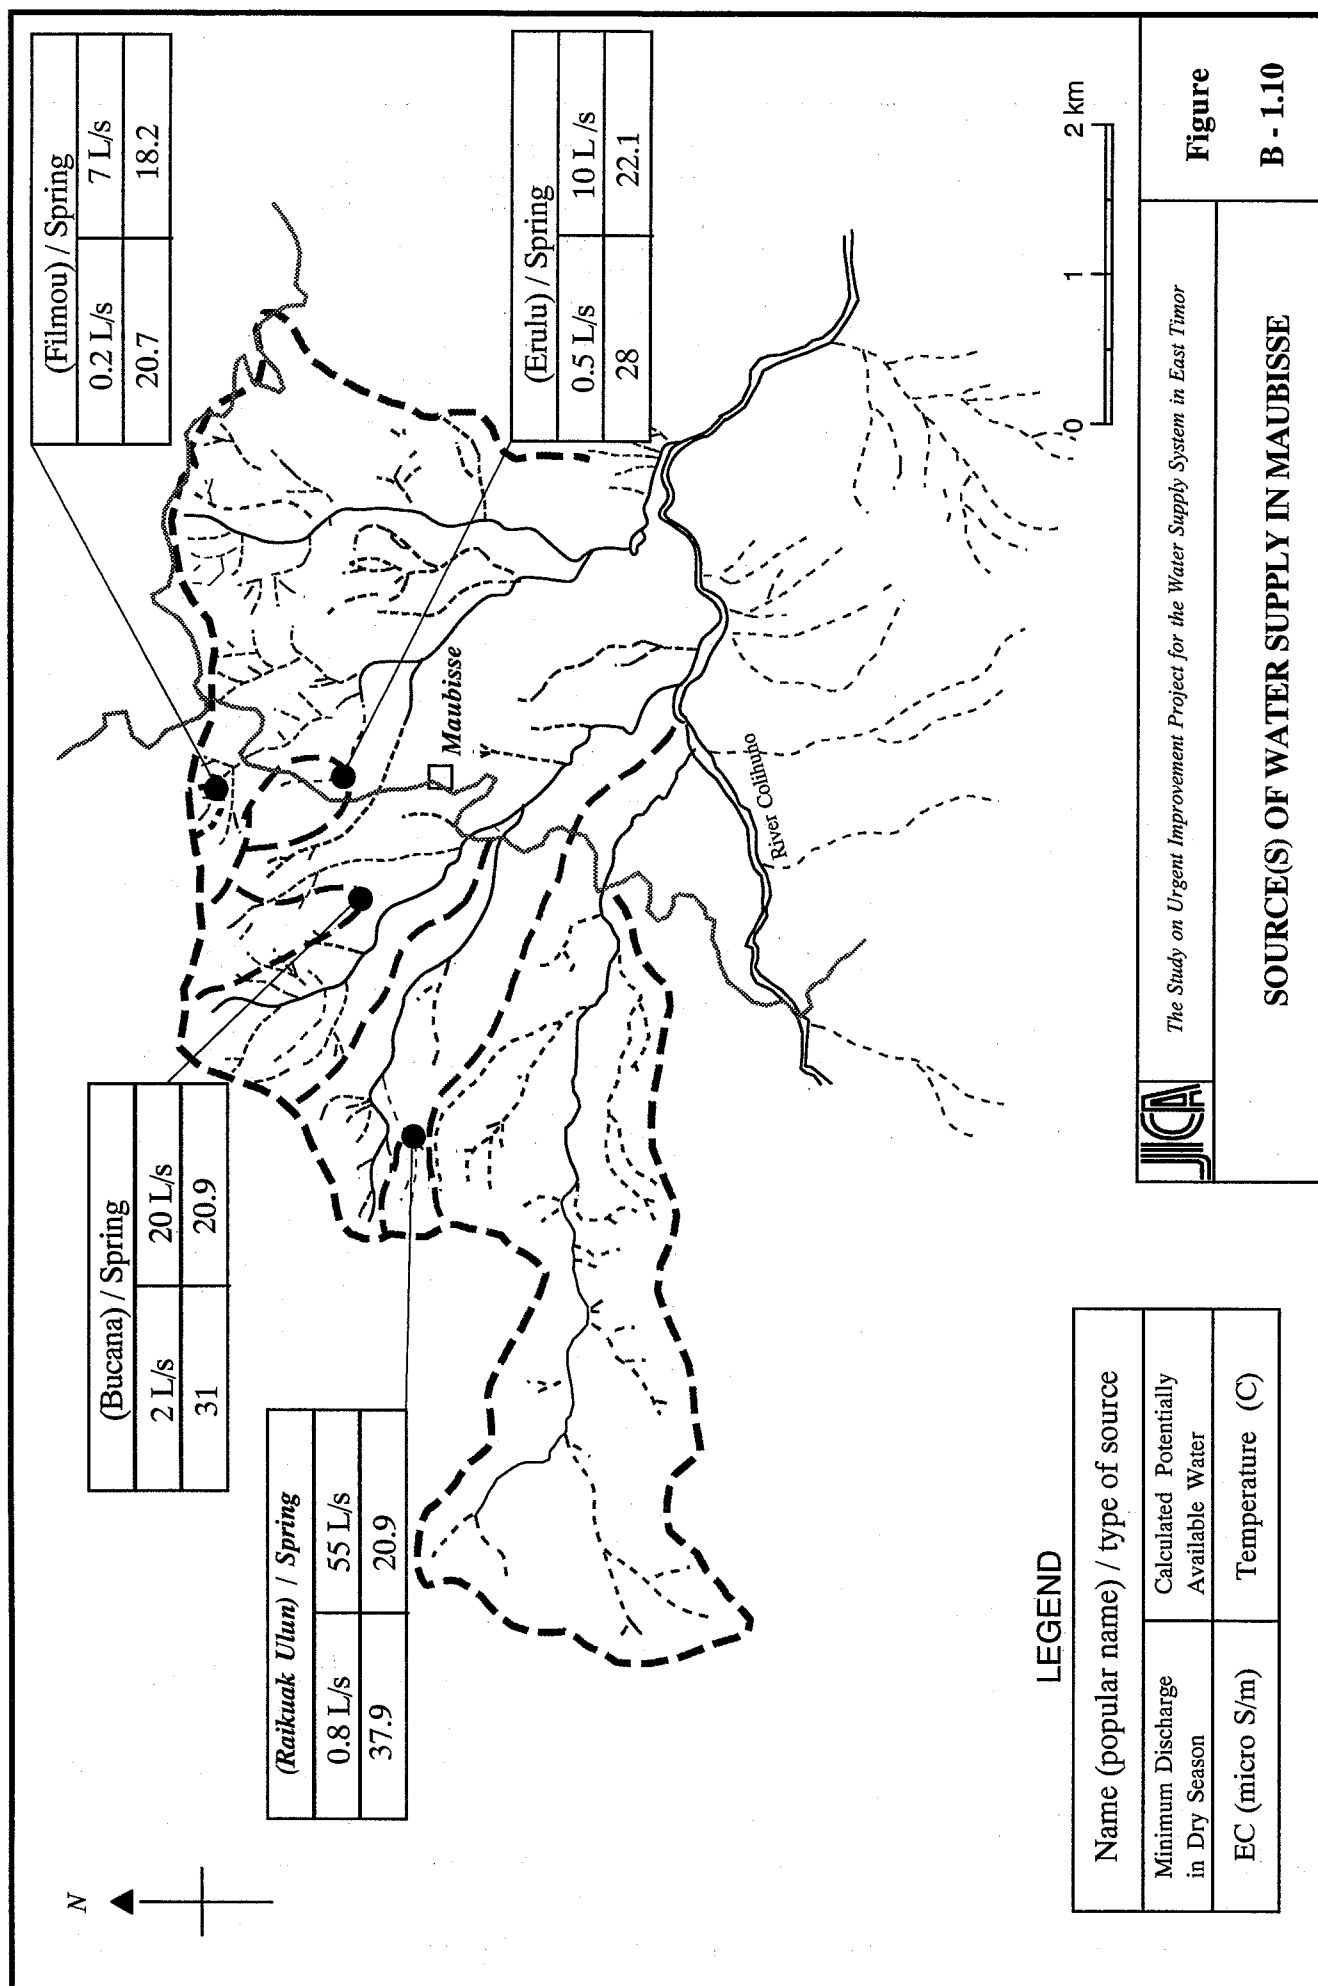 N
(Filmou) / Spring
0.2 L/s 7 L/s
20.7 18.2
(Bucana) / Spring
2 L/s 20 L/s
31 20.9
(Raikuak Ulun) / Spring
0.8 L/s 55 L/s
37.9 20.9
(Erulu) / Spring
0.5 L/s 10 L/s
28 22.1
Maubisse
River Colihuno
0 1 2 km
LEGEND
Name (popular name) / type of source
Minimum Discharge
in Dry Season
Calculated Potentially
Available Water
EC (micro S/m) Temperature (C)
JICA
The Study on Urgent Improvement Project for the Water Supply System in East Timor
SOURCE(S) OF WATER SUPPLY IN MAUBISSE
Figure
B - 1.10